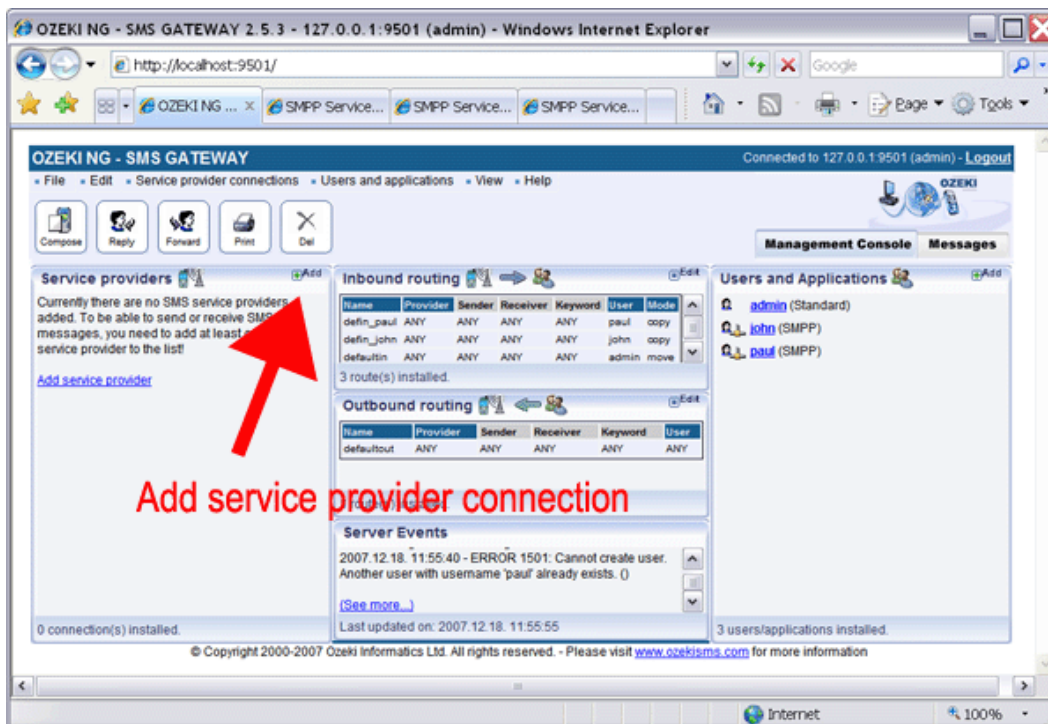 OZEKI NG - SMS GATEWAY 2.5.3 - 127.0.0.1:9501 (admin) - Windows Internet Explorer
http://localhost:9501/
Google
OZEKI NG ...
SMPP Service...
SMPP Service...
SMPP Service...
Page
Tools
OZEKI NG - SMS GATEWAY
Connected to 127.0.0.1:9501 (admin) - Logout
File Edit Service provider connections Users and applications View Help
OZEKI
Compose Reply Forward Print Del
Management Console Messages
Service providers
Add
Currently there are no SMS service providers
added. To be able to send or receive SMS
messages, you need to add at least
service provider to the list!
Add service provider
0 connection(s) installed.
Inbound routing
Edit
Name Provider Sender Receiver Keyword User Mode
defin_paul ANY ANY ANY ANY paul copy
defin_john ANY ANY ANY ANY john copy
defaultin ANY ANY ANY ANY admin move
3 route(s) installed.
Outbound routing
Edit
Name Provider Sender Receiver Keyword User
defaultout ANY ANY ANY ANY ANY
Add service provider connection
Server Events
2007.12.18. 11:55:40 - ERROR 1501: Cannot create user.
Another user with username 'paul' already exists. ()
(See more...)
Last updated on: 2007.12.18. 11:55:55
Users and Applications
Add
admin (Standard)
john (SMPP)
paul (SMPP)
3 users/applications installed.
© Copyright 2000-2007 Ozeki Informatics Ltd. All rights reserved. - Please visit www.ozekisms.com for more information
Internet
100%